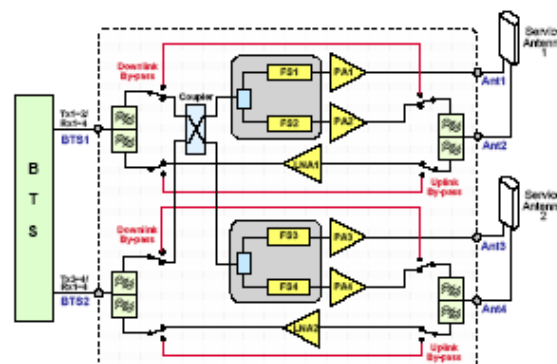 Service
Antenna
1
Downlink
By-pass
FS1
PA1
Ant1
Coupler
Tx1~2/
Rx1~4
BTS1
FS2
PA2
Ant2
LNA1
Uplink
By-pass
B
T
S
Service
Antenna
2
Downlink
By-pass
FS3
PA3
Ant3
Tx3~4/
Rx1~4
BTS2
FS4
PA4
Ant4
LNA2
Uplink
By-pass